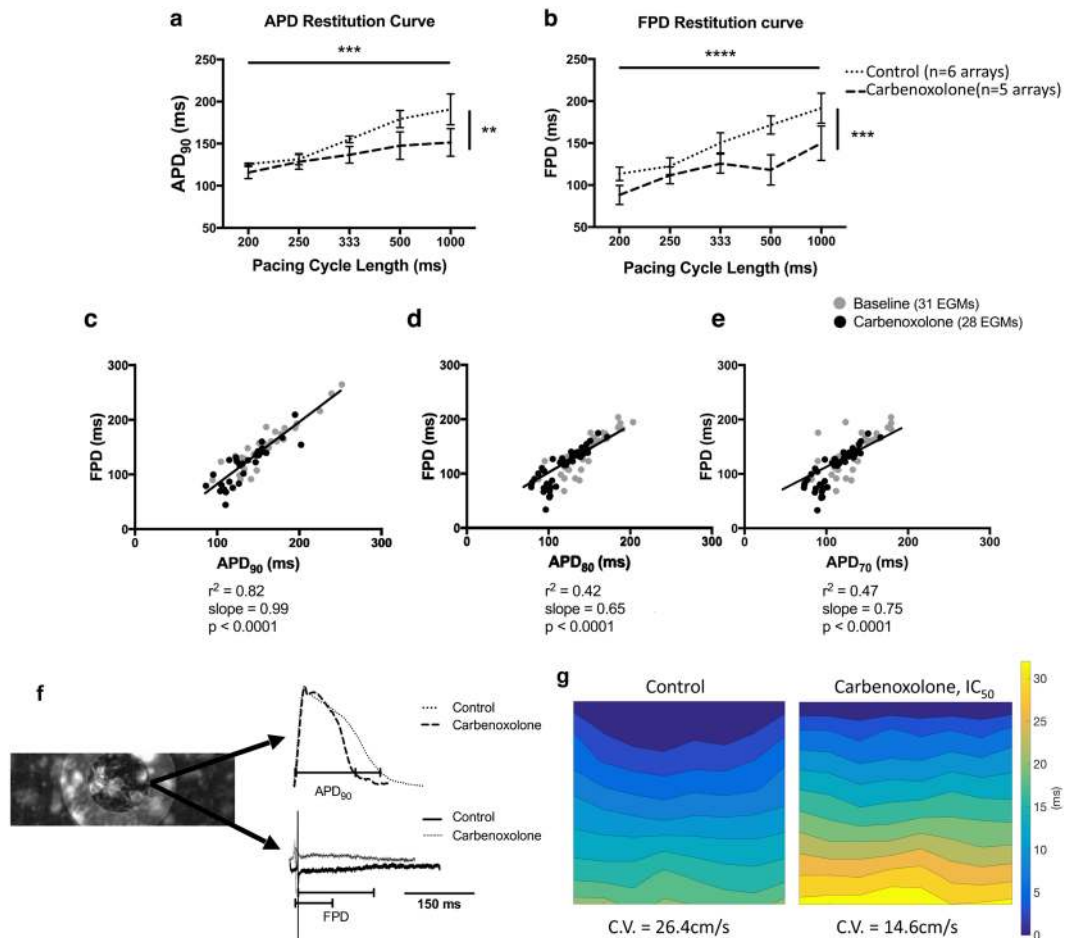 a APD Restitution Curve
***
250
200
150
100
50
APD90 (ms)
**
200 250 333 500 1000
Pacing Cycle Length (ms)
b FPD Restitution curve
****
250
200
150
100
50
FPD (ms)
***
200 250 333 500 1000
Pacing Cycle Length (ms)
Control (n=6 arrays)
Carbenoxolone(n=5 arrays)
Baseline (31 EGMs)
Carbenoxolone (28 EGMs)
c
300
200
100
0
FPD (ms)
0 100 200 300
APD90 (ms)
r² = 0.82
slope = 0.99
p < 0.0001
d
300
200
100
0
FPD (ms)
0 100 200 300
APD80 (ms)
r² = 0.42
slope = 0.65
p < 0.0001
e
300
200
100
0
FPD (ms)
0 100 200 300
APD70 (ms)
r² = 0.47
slope = 0.75
p < 0.0001
f
Control
Carbenoxolone
APD90
Control
Carbenoxolone
FPD
150 ms
g
Control
Carbenoxolone, IC50
30
25
20
15
10
5
0
(ms)
C.V. = 26.4cm/s
C.V. = 14.6cm/s